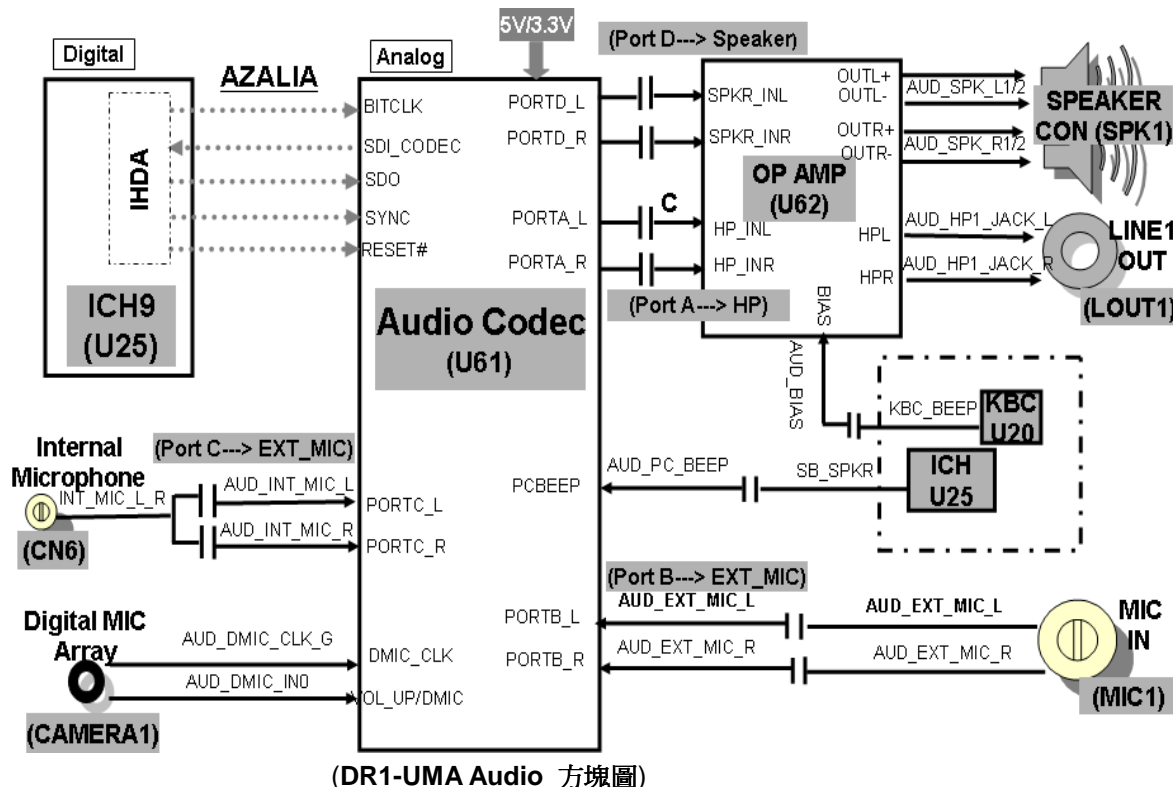 5V/3.3V
(Port D---> Speaker)
Digital
Analog
AZALIA
IHDA
BITCLK
SDI_CODEC
SDO
SYNC
RESET#
ICH9
(U25)
PORTD_L
PORTD_R
PORTA_L
PORTA_R
C
(Port A---> HP)
Audio Codec
(U61)
SPKR_INL
SPKR_INR
HP_INL
HP_INR
OP AMP
(U62)
OUTL+
OUTL-
OUTR+
OUTR-
HPL
HPR
BIAS
AUD_SPK_L1/2
AUD_SPK_R1/2
SPEAKER
CON (SPK1)
AUD_HP1_JACK_L
AUD_HP1_JACK_R
LINE1
OUT
(LOUT1)
AUD_BIAS
KBC_BEEP
KBC
U20
ICH
U25
SB_SPKR
AUD_PC_BEEP
PCBEEP
Internal
Microphone
(Port C---> EXT_MIC)
INT_MIC_L_R
AUD_INT_MIC_L
AUD_INT_MIC_R
PORTC_L
PORTC_R
(CN6)
Digital MIC
Array
AUD_DMIC_CLK_G
AUD_DMIC_IN0
DMIC_CLK
VOL_UP/DMIC
(CAMERA1)
(Port B---> EXT_MIC)
PORTB_L
PORTB_R
AUD_EXT_MIC_L
AUD_EXT_MIC_R
AUD_EXT_MIC_L
AUD_EXT_MIC_R
MIC
IN
(MIC1)
(DR1-UMA Audio 方塊圖)